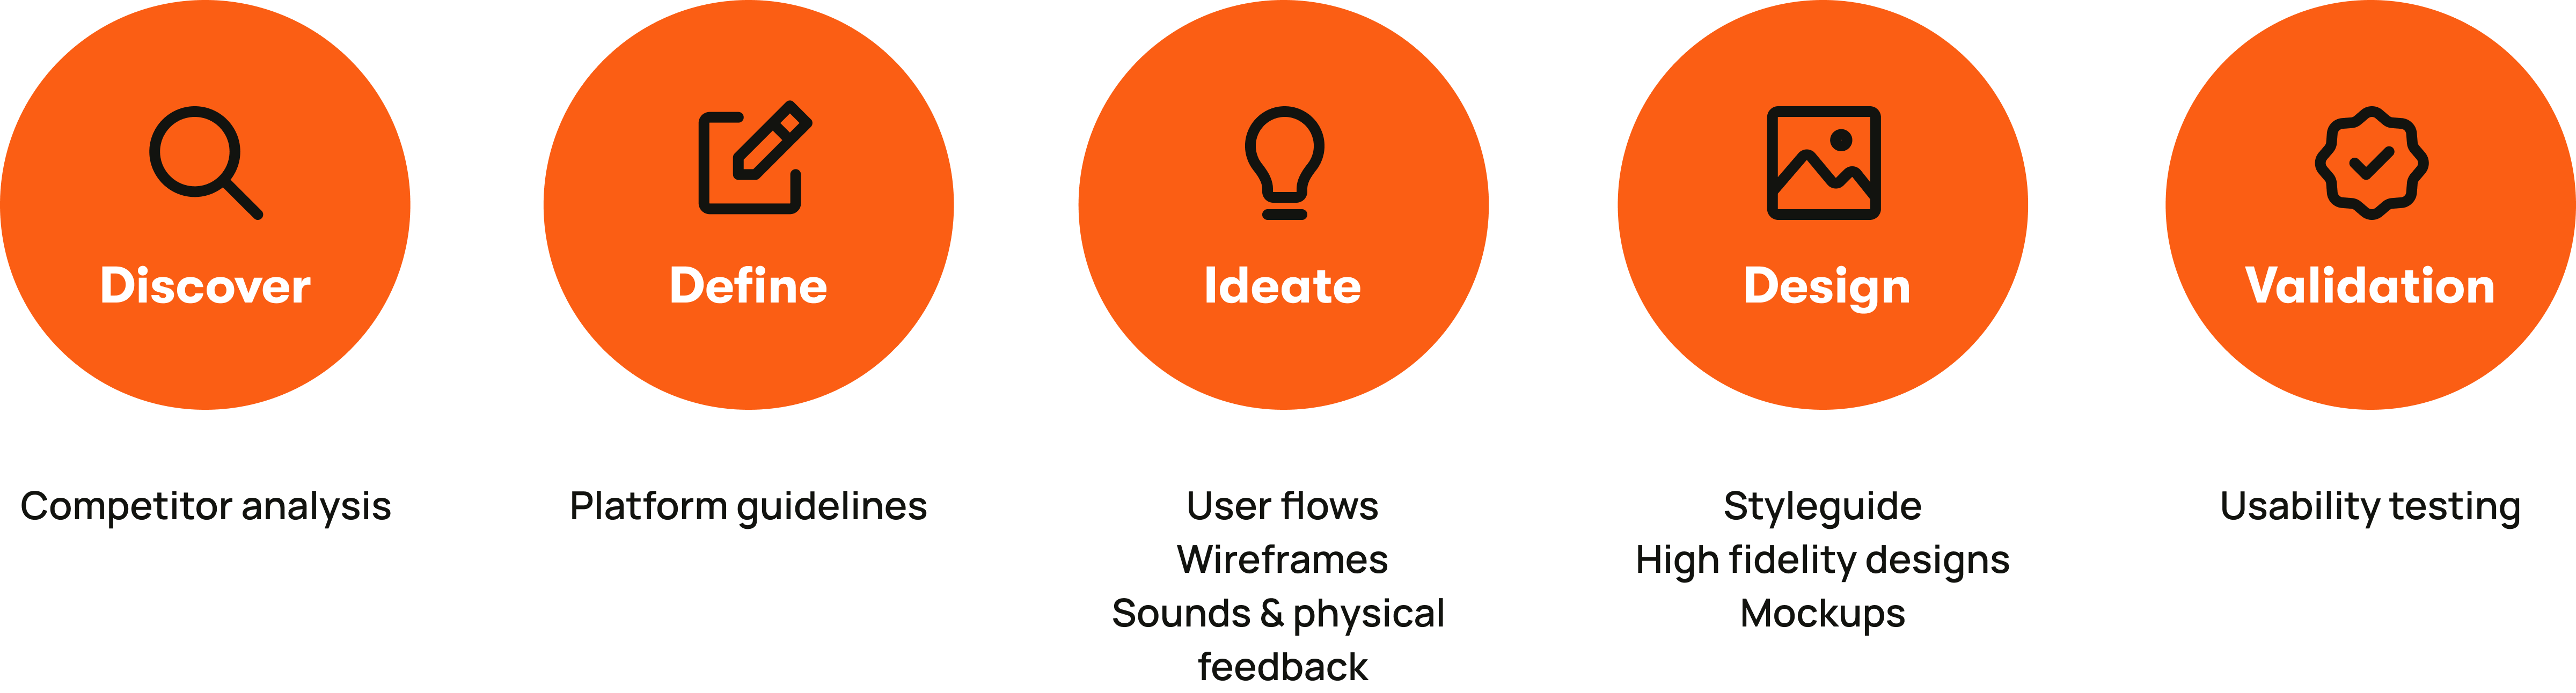 Discover
Define
Ideate
Design
Validation
Competitor analysis
Platform guidelines
User flows
Wireframes
Sounds & physical
feedback
Styleguide
High fidelity designs
Mockups
Usability testing